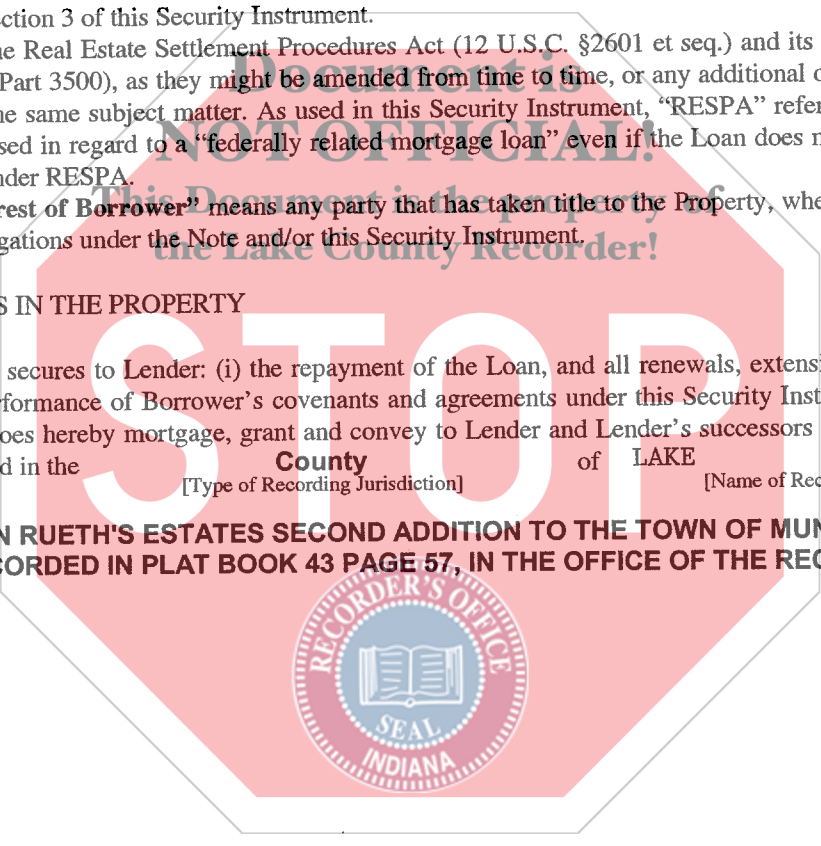 ction 3 of this Security Instrument.
ne Real Estate Settlement Procedures Act (12 U.S.C. §2601 et seq.) and its
Part 3500), as they might be amended from time to time, or any additional o
ne same subject matter. As used in this Security Instrument, “RESPA” refer
sed in regard to a “federally related mortgage loan” even if the Loan does n
nder RESPA.
rest of Borrower” means any party that has taken title to the Property, whe
gations under the Note and/or this Security Instrument.
Document is
NOT OFFICIAL!
This Document is the property of
the Lake County Recorder!
S IN THE PROPERTY
STOP
secures to Lender: (i) the repayment of the Loan, and all renewals, extensi
rformance of Borrower’s covenants and agreements under this Security Inst
oes hereby mortgage, grant and convey to Lender and Lender’s successors
d in the County of LAKE
[Type of Recording Jurisdiction] [Name of Rec
N RUETH'S ESTATES SECOND ADDITION TO THE TOWN OF MUN
CORDED IN PLAT BOOK 43 PAGE 57, IN THE OFFICE OF THE REC
RECORDER'S OFFICE
SEAL
INDIANA